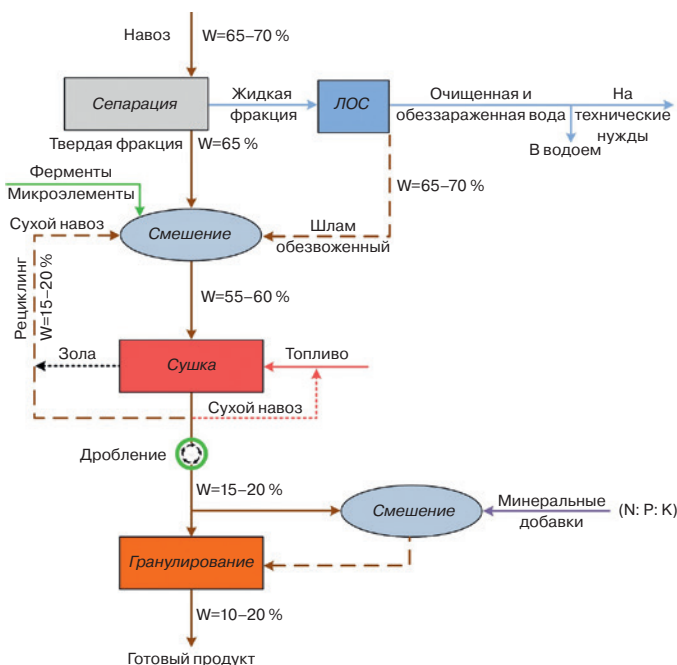 Навоз
W=65–70 %
Сепарация
Жидкая
фракция
ЛОС
Очищенная и
обеззараженная вода
На
технические
нужды
В водоем
Твердая фракция
W=65 %
Ферменты
Микроэлементы
W=65–70 %
Сухой навоз
Смешение
Шлам
обезвоженный
Рециклинг
W=15–20 %
W=55–60 %
Зола
Сушка
Топливо
Сухой навоз
Дробление
W=15–20 %
Смешение
Минеральные
добавки
(N: P: K)
Гранулирование
W=10–20 %
Готовый продукт